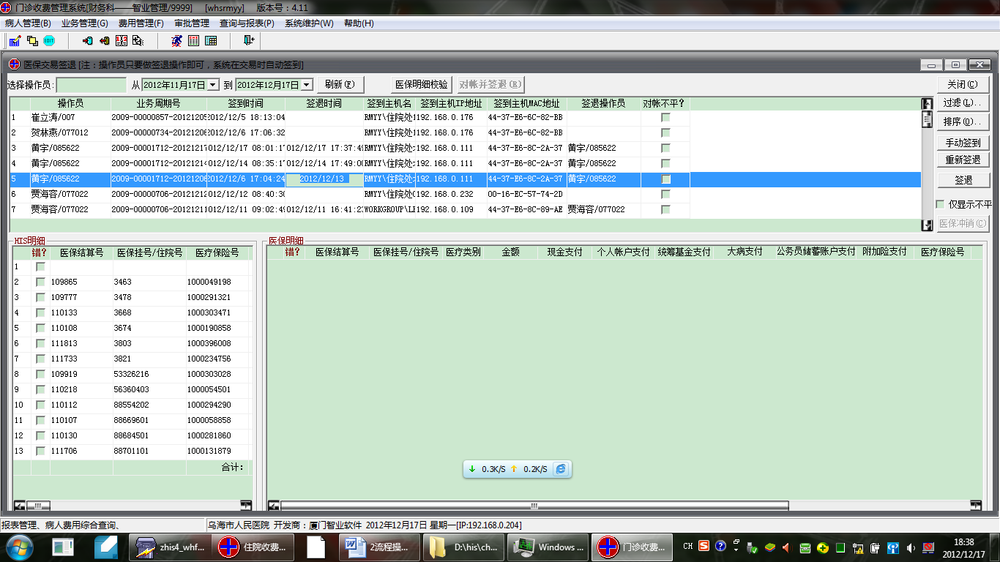 门诊收费管理系统[财务科——智业管理/9999] [whsrmyy] 版本号：4.11
病人管理(B) 业务管理(G) 费用管理(F) 审批管理 查询与报表(P) 系统维护(W) 帮助(H)
医保交易签退 [注：操作员只要做签退操作即可，系统在交易时自动签到]
选择操作员: 从 2012年11月17日 到 2012年12月17日 刷新(F) 医保明细校验 对帐并签退(R) 关闭(C)
过滤(L)..
排序(O)..
手动签到
重新签退
签退
仅显示不平
医保冲销(C)
操作员 业务周期号 签到时间 签退时间 签到主机名 签到主机IP地址 签到主机MAC地址 签退操作员 对帐不平?
1 崔立涛/007 2009-00000857-20121205 2012/12/5 18:13:04 RMYY\住院处 192.168.0.176 44-37-E6-6C-82-BB
2 贺林燕/077012 2009-00000734-20121206 2012/12/6 17:06:32 RMYY\住院处 192.168.0.176 44-37-E6-6C-82-BB
3 黄宇/085622 2009-00001712-2012121 012/12/17 08:01:1 012/12/17 17:37:4 RMYY\住院处 192.168.0.111 44-37-E6-8C-2A-37 黄宇/085622
4 黄宇/085622 2009-00001712-2012121 012/12/14 08:35:1 012/12/14 17:49:0 RMYY\住院处 192.168.0.111 44-37-E6-8C-2A-37 黄宇/085622
5 黄宇/085622 2009-00001712-2012120 2012/12/6 17:04:24 2012/12/13 RMYY\住院处 192.168.0.111 44-37-E6-8C-2A-37 黄宇/085622
6 贾海容/077022 2009-00000706-2012121 012/12/12 08:40:3 RMYY\住院处 192.168.0.232 00-16-EC-57-74-2D
7 贾海容/077022 2009-00000706-2012121 012/12/11 09:02:4 012/12/11 16:41:2 WORKGROUP\L 192.168.0.109 44-37-E6-8C-89-AE 贾海容/077022
HIS明细
错? 医保结算号 医保挂号/住院号 医疗保险号
1
2 109865 3463 1000049198
3 109777 3478 1000291321
4 110133 3668 1000303471
5 110108 3674 1000190858
6 111813 3803 1000396008
7 111733 3821 1000234756
8 109919 53326216 1000303028
9 110218 56360403 1000054501
10 110112 88554202 1000294290
11 110107 88669601 1000058858
12 110130 88684501 1000281860
13 111706 88701101 1000131879
合计:
医保明细
错? 医保结算号 医保挂号/住院号 医疗类别 金额 现金支付 个人帐户支付 统筹基金支付 大病支付 公务员储蓄账户支付 附加险支付 医疗保险号
0.3K/S 0.2K/S
报表管理、病人费用综合查询、 乌海市人民医院 开发商：厦门智业软件 2012年12月17日 星期一[IP:192.168.0.204]
zhis4_whf... 住院收费... 2流程操... D:\his\ch... Windows ... 门诊收费... CH 18:38
2012/12/17